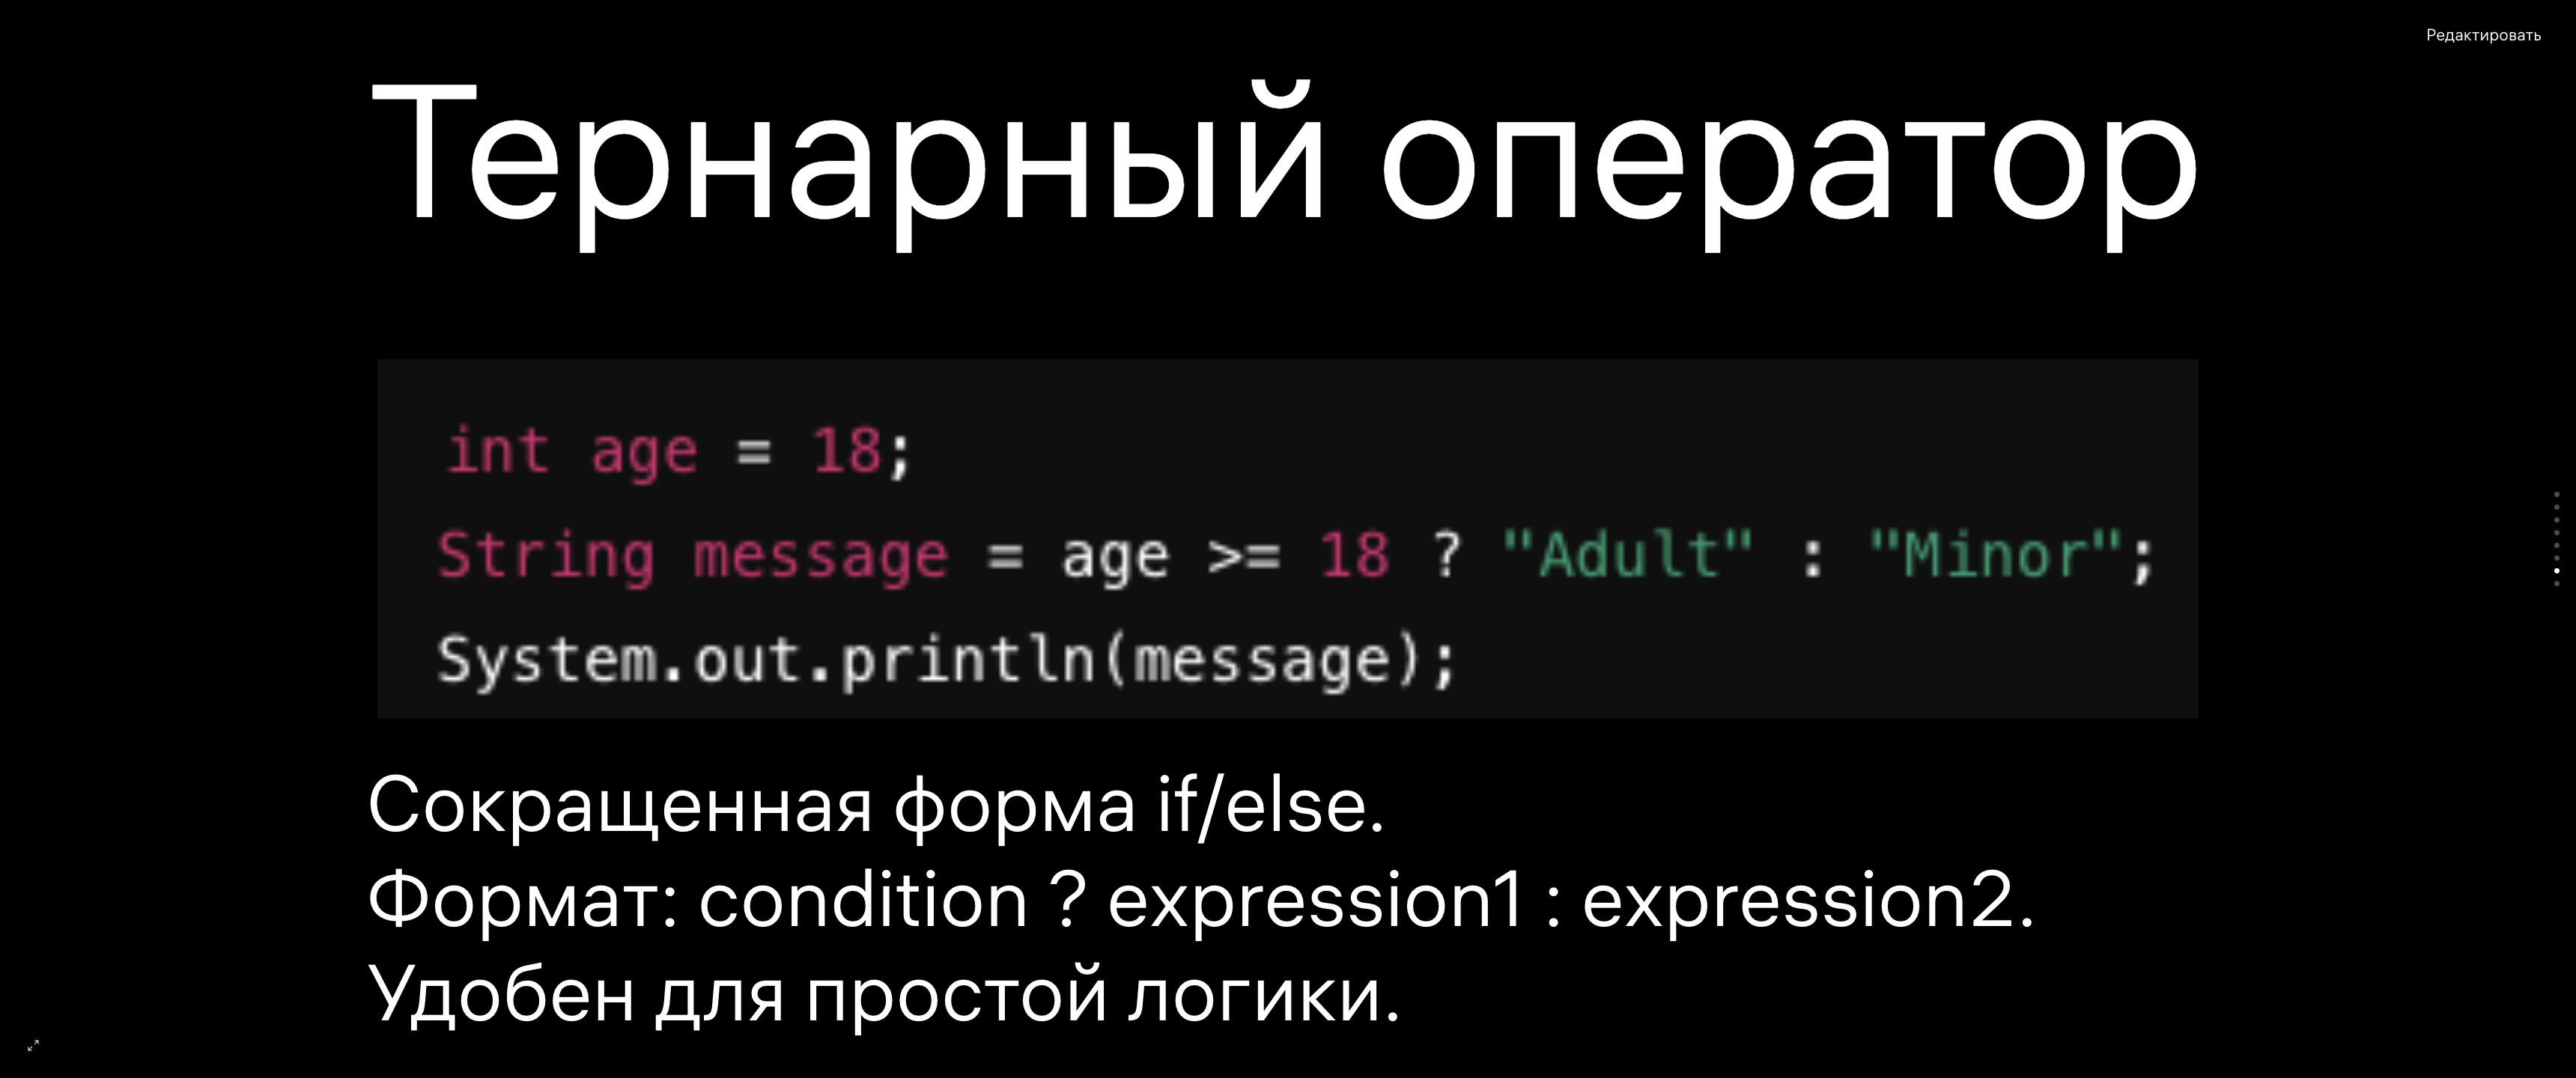 Редактировать
Тернарный оператор
int age = 18;
String message = age >= 18 ? "Adult" : "Minor";
System.out.println(message);
Сокращенная форма if/else.
Формат: condition ? expression1 : expression2.
Удобен для простой логики.